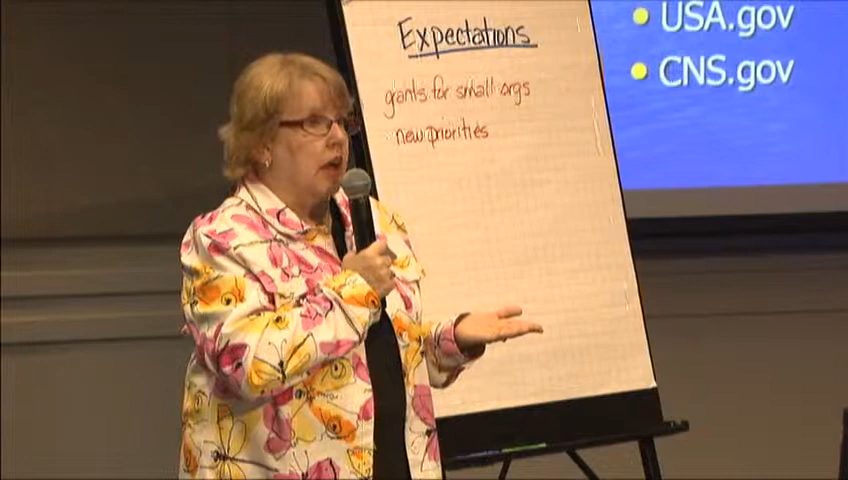 Expectations
grants for small orgs
new priorities
USA.gov
CNS.gov